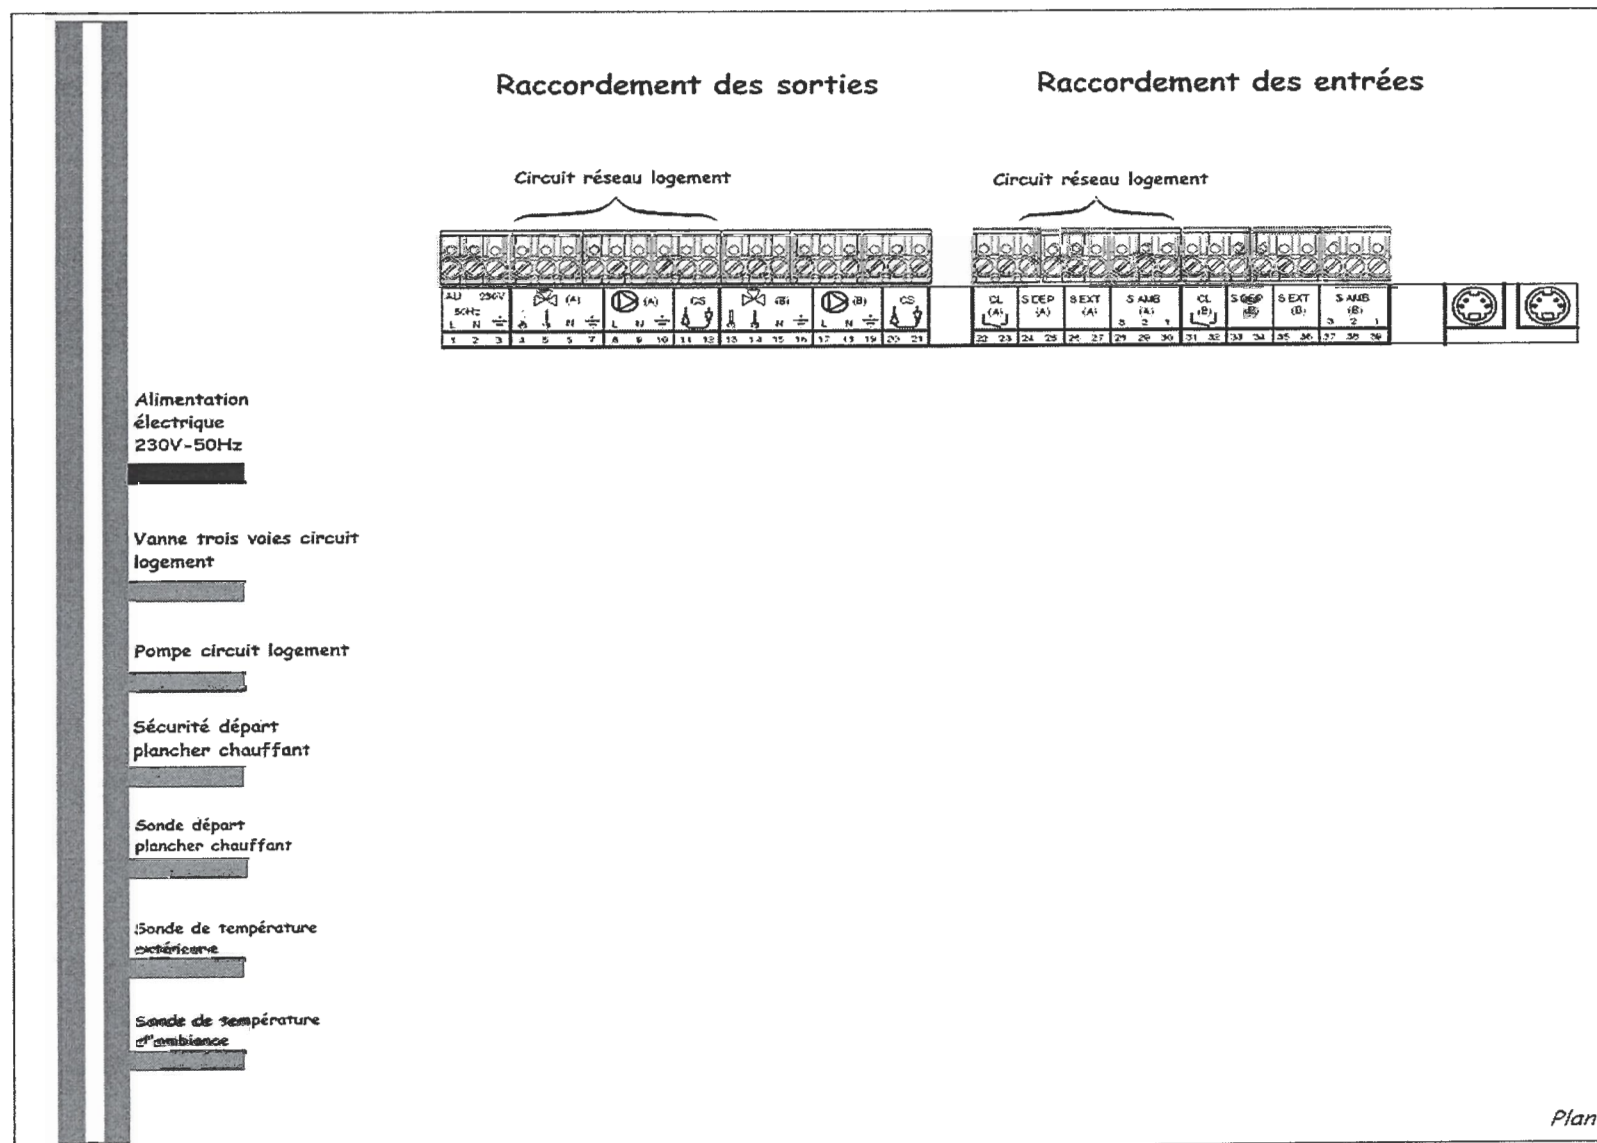 Raccordement des sorties
Raccordement des entrées
Circuit réseau logement
Circuit réseau logement
230V
50Hz
L N
(A)
N
(A)
L N
CS
(B)
N
(B)
L N
CS
1 2 3 4 5 7 8 9 10 11 12 13 14 15 16 17 19 20 21
CL
(A)
S DEP
(A)
S EXT
(A)
S AMB
(A)
3 2 1
CL
(B)
S DEP
(B)
S EXT
(B)
S AMB
(B)
3 2 1
22 23 24 25 26 27 29 30 31 32 33 34 35 36 37 38 39
Alimentation
électrique
230V-50Hz
Vanne trois voies circuit
logement
Pompe circuit logement
Sécurité départ
plancher chauffant
Sonde départ
plancher chauffant
Sonde de température
extérieure
Sonde de température
d'ambiance
Plan